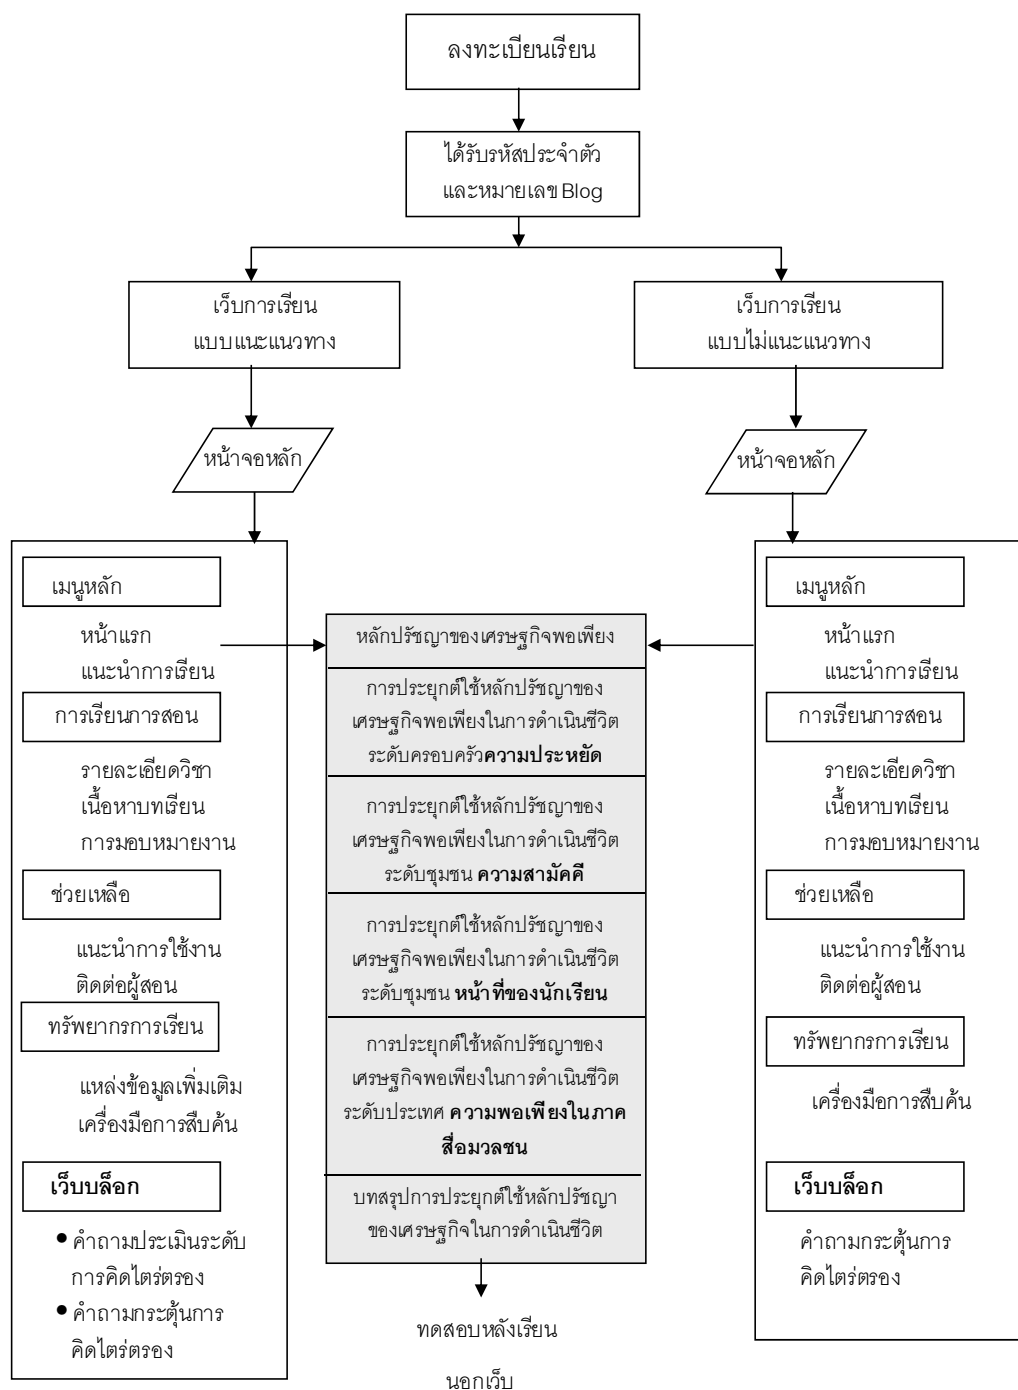 ลงทะเบียนเรียน
ได้รับรหัสประจำตัว
และหมายเลข Blog
เว็บการเรียน
แบบแนะแนวทาง
เว็บการเรียน
แบบไม่แนะแนวทาง
หน้าจอหลัก
หน้าจอหลัก
เมนูหลัก
หน้าแรก
แนะนำการเรียน
การเรียนการสอน
รายละเอียดวิชา
เนื้อหาบทเรียน
การมอบหมายงาน
ช่วยเหลือ
แนะนำการใช้งาน
ติดต่อผู้สอน
ทรัพยากรการเรียน
แหล่งข้อมูลเพิ่มเติม
เครื่องมือการสืบค้น
เว็บบล็อก
• คำถามประเมินระดับ
การคิดไตร่ตรอง
• คำถามกระตุ้นการ
คิดไตร่ตรอง
หลักปรัชญาของเศรษฐกิจพอเพียง
การประยุกต์ใช้หลักปรัชญาของ
เศรษฐกิจพอเพียงในการดำเนินชีวิต
ระดับครอบครัวความประหยัด
การประยุกต์ใช้หลักปรัชญาของ
เศรษฐกิจพอเพียงในการดำเนินชีวิต
ระดับชุมชน ความสามัคคี
การประยุกต์ใช้หลักปรัชญาของ
เศรษฐกิจพอเพียงในการดำเนินชีวิต
ระดับชุมชน หน้าที่ของนักเรียน
การประยุกต์ใช้หลักปรัชญาของ
เศรษฐกิจพอเพียงในการดำเนินชีวิต
ระดับประเทศ ความพอเพียงในภาค
สื่อมวลชน
บทสรุปการประยุกต์ใช้หลักปรัชญา
ของเศรษฐกิจในการดำเนินชีวิต
ทดสอบหลังเรียน
นอกเว็บ
เมนูหลัก
หน้าแรก
แนะนำการเรียน
การเรียนการสอน
รายละเอียดวิชา
เนื้อหาบทเรียน
การมอบหมายงาน
ช่วยเหลือ
แนะนำการใช้งาน
ติดต่อผู้สอน
ทรัพยากรการเรียน
เครื่องมือการสืบค้น
เว็บบล็อก
คำถามกระตุ้นการ
คิดไตร่ตรอง